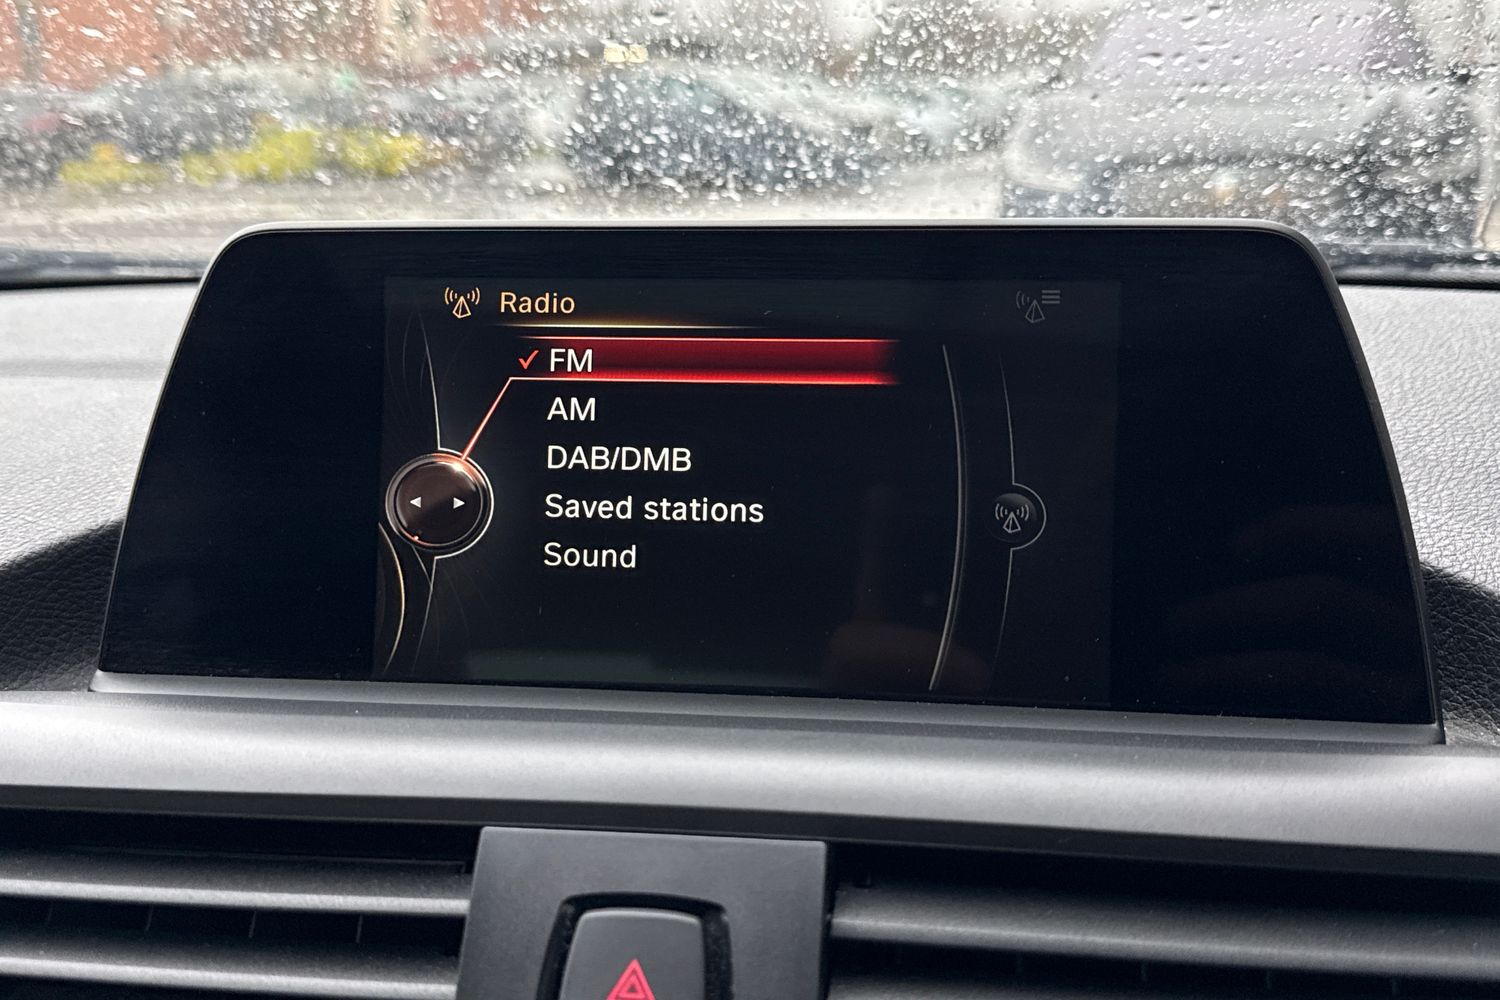 Radio
✓ FM
AM
DAB/DMB
Saved stations
Sound